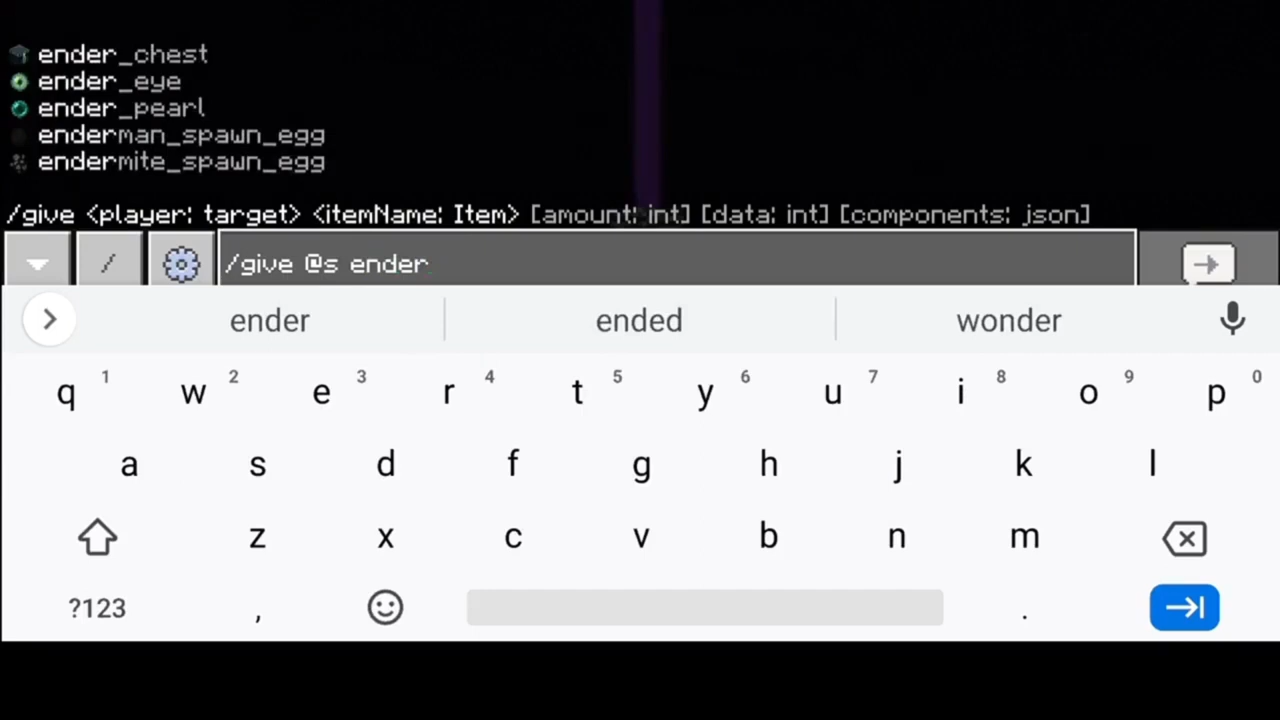 ender_chest
ender_eye
ender_pearl
enderman_spawn_egg
endermite_spawn_egg
/give <player: target> <itemName: Item> [amount: int] [data: int] [components: json]
/ /give @s ender
ender ended wonder
q 1 w 2 e 3 r 4 t 5 y 6 u 7 i 8 o 9 p 0
a s d f g h j k l
z x c v b n m
?123 , .